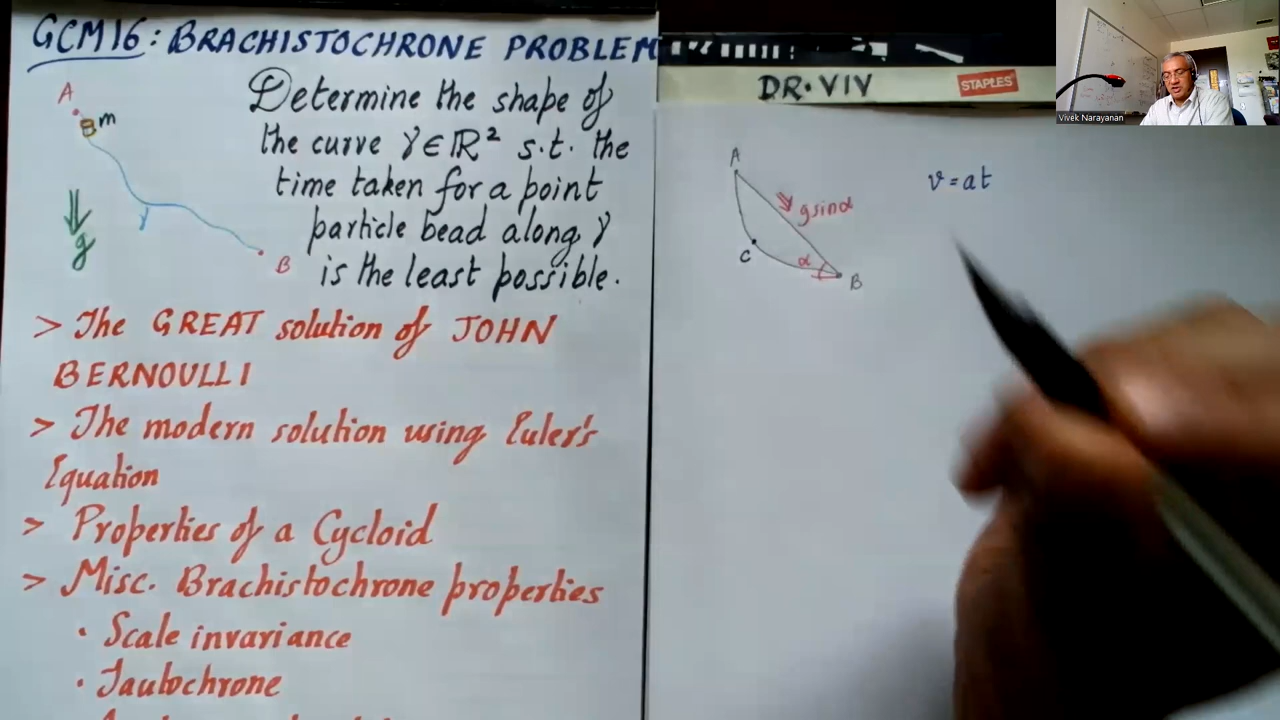 GCM16: BRACHISTOCHRONE PROBLEM
A
m
g
γ
B
Determine the shape of
the curve γ∈ℝ² s.t. the
time taken for a point
particle bead along γ
is the least possible.
> The GREAT solution of JOHN
BERNOULLI
> The modern solution using Euler's
Equation
> Properties of a Cycloid
> Misc. Brachistochrone properties
• Scale invariance
• Tautochrone
DR. VIV
STAPLES
A
g sinα
C
α
B
v = at
Vivek Narayanan